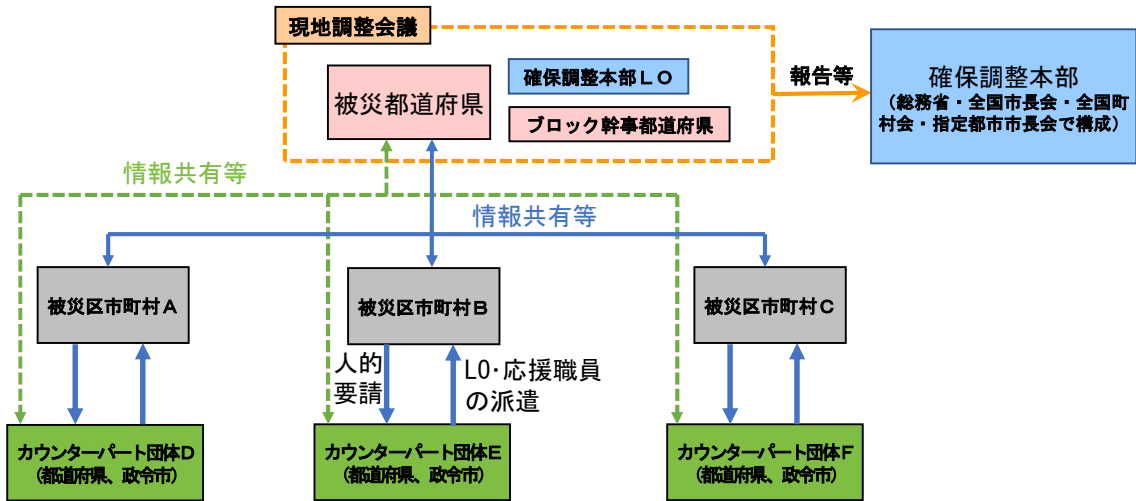 現地調整会議
被災都道府県
確保調整本部ＬＯ
ブロック幹事都道府県
報告等
確保調整本部
（総務省・全国市長会・全国町
村会・指定都市市長会で構成）
情報共有等
情報共有等
被災区市町村Ａ
被災区市町村Ｂ
被災区市町村Ｃ
人的
要請
LO･応援職員
の派遣
カウンターパート団体Ｄ
（都道府県、政令市）
カウンターパート団体Ｅ
（都道府県、政令市）
カウンターパート団体Ｆ
（都道府県、政令市）